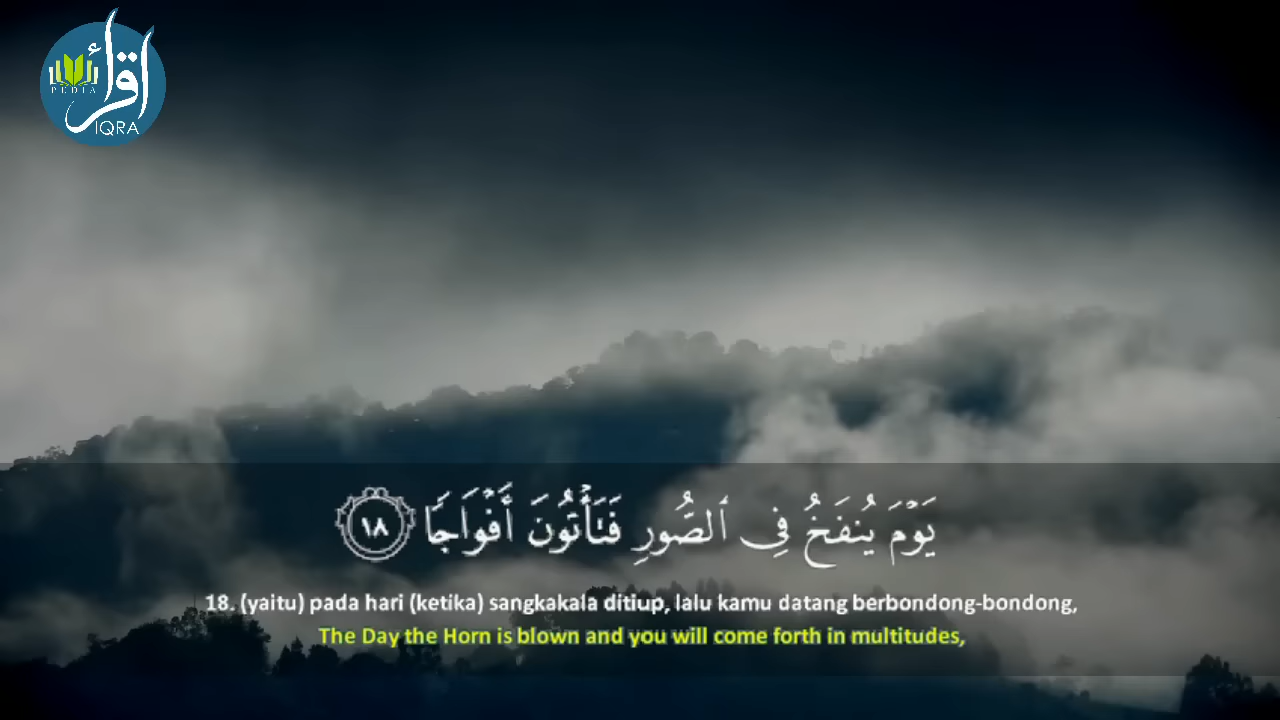 اقرأ
PEDIA
IQRA
يَوْمَ يُنفَخُ فِى ٱلصُّورِ فَتَأْتُونَ أَفْوَاجًا ١٨
18. (yaitu) pada hari (ketika) sangkakala ditiup, lalu kamu datang berbondong-bondong,
The Day the Horn is blown and you will come forth in multitudes,